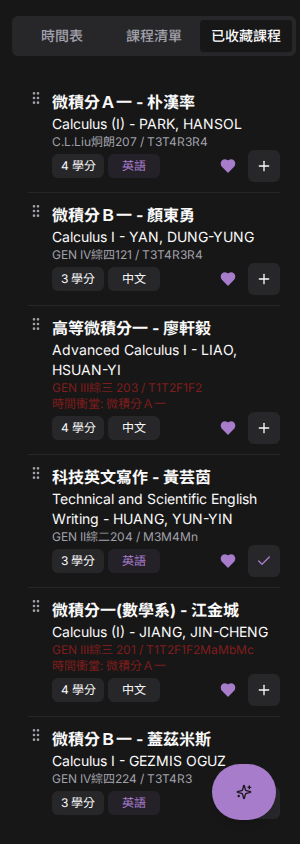 時間表 課程清單 已收藏課程
微積分Ａ一 - 朴漢率
Calculus (I) - PARK, HANSOL
C.L.Liu炯朗207 / T3T4R3R4
4 學分 英語
微積分Ｂ一 - 顏東勇
Calculus I - YAN, DUNG-YUNG
GEN IV綜四121 / T3T4R3R4
3 學分 中文
高等微積分一 - 廖軒毅
Advanced Calculus I - LIAO,
HSUAN-YI
GEN III綜三 203 / T1T2F1F2
時間衝堂: 微積分Ａ一
4 學分 中文
科技英文寫作 - 黃芸茵
Technical and Scientific English
Writing - HUANG, YUN-YIN
GEN II綜二204 / M3M4Mn
3 學分 英語
微積分一(數學系) - 江金城
Calculus (I) - JIANG, JIN-CHENG
GEN III綜三 201 / T1T2F1F2MaMbMc
時間衝堂: 微積分Ａ一
4 學分 中文
微積分Ｂ一 - 蓋茲米斯
Calculus I - GEZMIS OGUZ
GEN IV綜四224 / T3T4R3
3 學分 英語